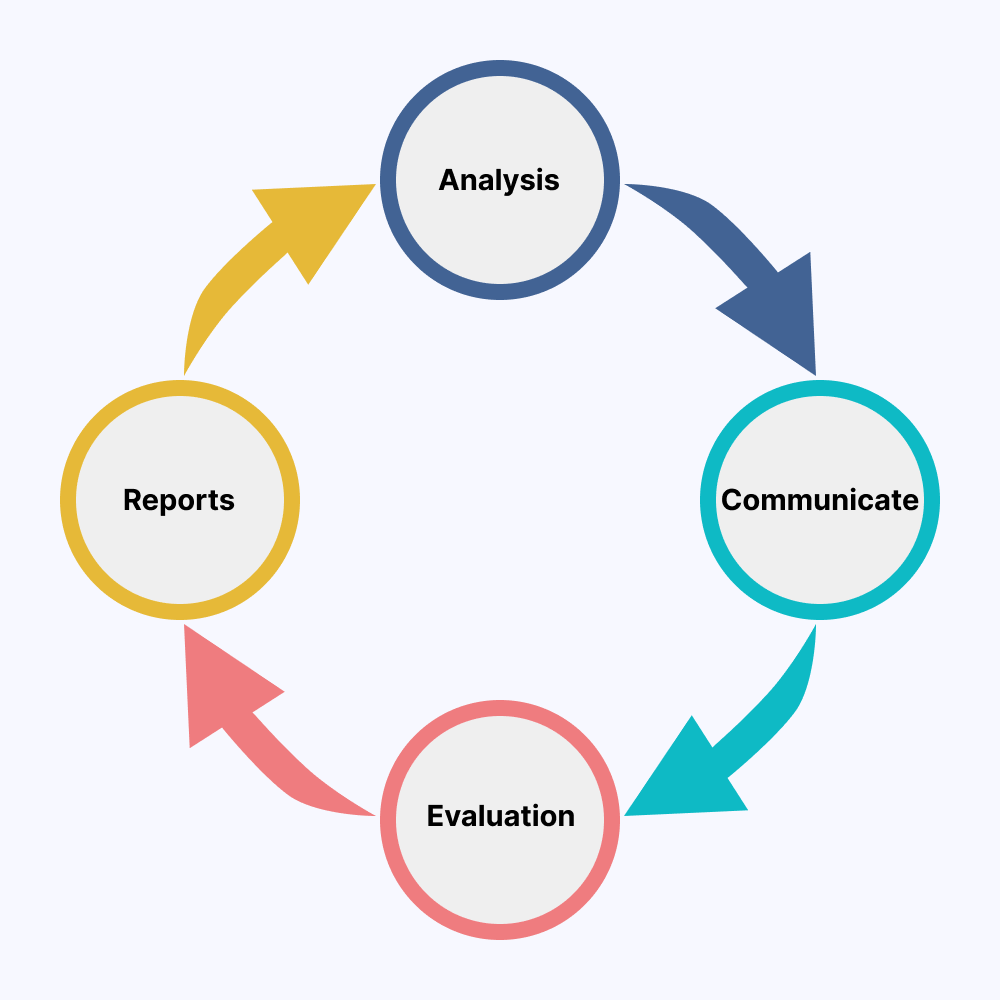 Analysis
Reports
Communicate
Evaluation